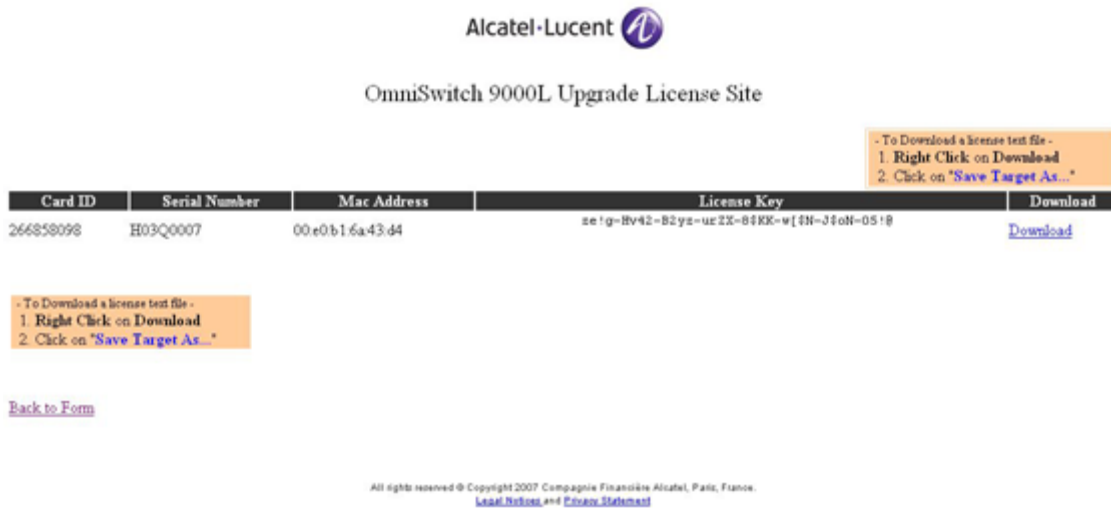 Alcatel·Lucent
OmniSwitch 9000L Upgrade License Site
- To Download a license text file -
1. Right Click on Download
2. Click on "Save Target As..."
Card ID Serial Number Mac Address License Key Download
266858098 H03Q0007 00:e0:b1:6a:43:d4 ze!g-Hv42-B2yz-urZX-8$KK-w[$N-J$oN-O5!@ Download
- To Download a license text file -
1. Right Click on Download
2. Click on "Save Target As..."
Back to Form
All rights reserved © Copyright 2007 Compagnie Financière Alcatel, Paris, France.
Legal Notices and Privacy Statement